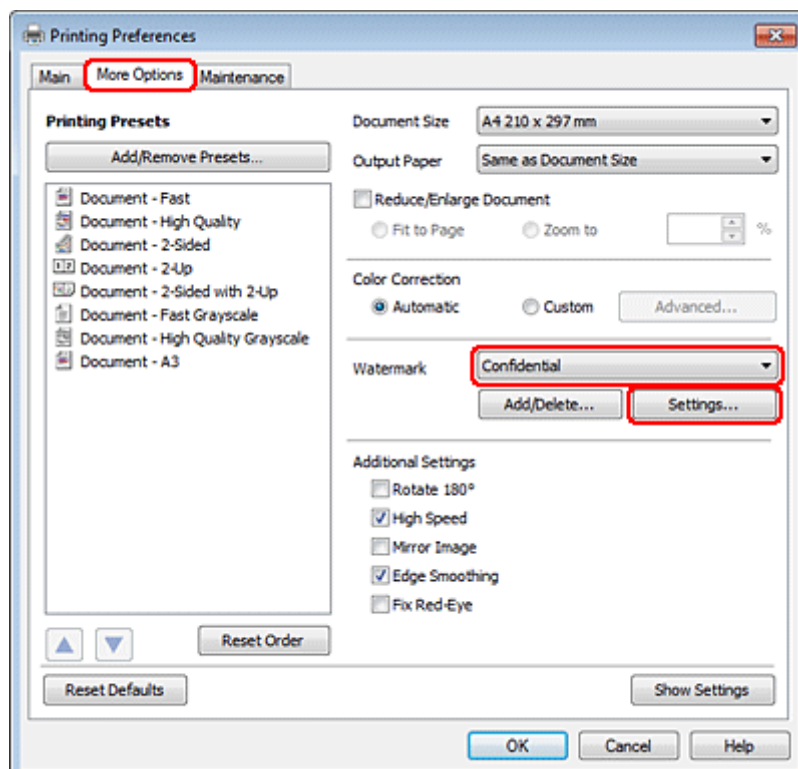 Printing Preferences
Main More Options Maintenance
Printing Presets
Add/Remove Presets...
Document - Fast
Document - High Quality
Document - 2-Sided
Document - 2-Up
Document - 2-Sided with 2-Up
Document - Fast Grayscale
Document - High Quality Grayscale
Document - A3
Reset Order
Document Size A4 210 x 297 mm
Output Paper Same as Document Size
Reduce/Enlarge Document
Fit to Page Zoom to %
Color Correction
Automatic Custom Advanced...
Watermark Confidential
Add/Delete... Settings...
Additional Settings
Rotate 180°
High Speed
Mirror Image
Edge Smoothing
Fix Red-Eye
Reset Defaults Show Settings
OK Cancel Help